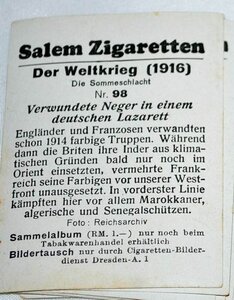 Salem Zigaretten
Der Weltkrieg (1916)
Die Sommeschlacht
Nr. 98
Verwundete Neger in einem
deutschen Lazarett
Engländer und Franzosen verwandten
schon 1914 farbige Truppen. Während
dann die Briten ihre Inder aus klima-
tischen Gründen bald nur noch im
Orient einsetzten, vermehrte Frank-
reich seine Farbigen vor unserer West-
front unausgesetzt. In vorderster Linie
kämpften hier vor allem Marokkaner,
algerische und Senegalschützen.
Foto: Reichsarchiv
Sammelalbum (RM. 1.—) nur noch beim
Tabakwarenhandel erhältlich
Bildertausch nur durch Cigaretten-Bilder-
dienst Dresden-A. 1